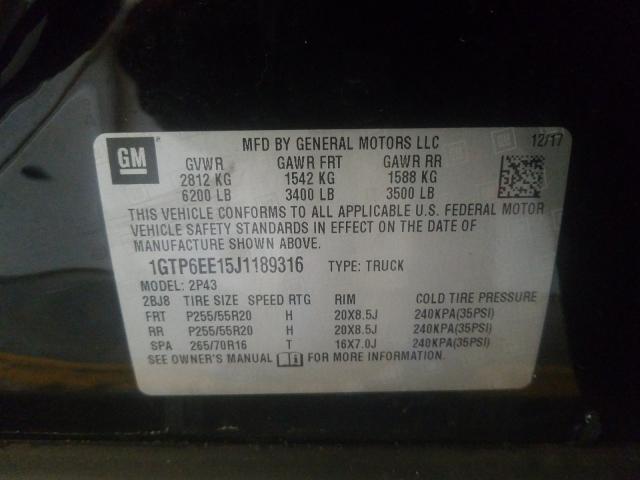 GM
MFD BY GENERAL MOTORS LLC 12/17
GVWR GAWR FRT GAWR RR
2812 KG 1542 KG 1588 KG
6200 LB 3400 LB 3500 LB
THIS VEHICLE CONFORMS TO ALL APPLICABLE U.S. FEDERAL MOTOR
VEHICLE SAFETY STANDARDS IN EFFECT ON THE DATE OF
MANUFACTURE SHOWN ABOVE.
1GTP6EE15J1189316 TYPE: TRUCK
MODEL: 2P43
2BJ8 TIRE SIZE SPEED RTG RIM COLD TIRE PRESSURE
FRT P255/55R20 H 20X8.5J 240KPA(35PSI)
RR P255/55R20 H 20X8.5J 240KPA(35PSI)
SPA 265/70R16 T 16X7.0J 240KPA(35PSI)
SEE OWNER'S MANUAL FOR MORE INFORMATION